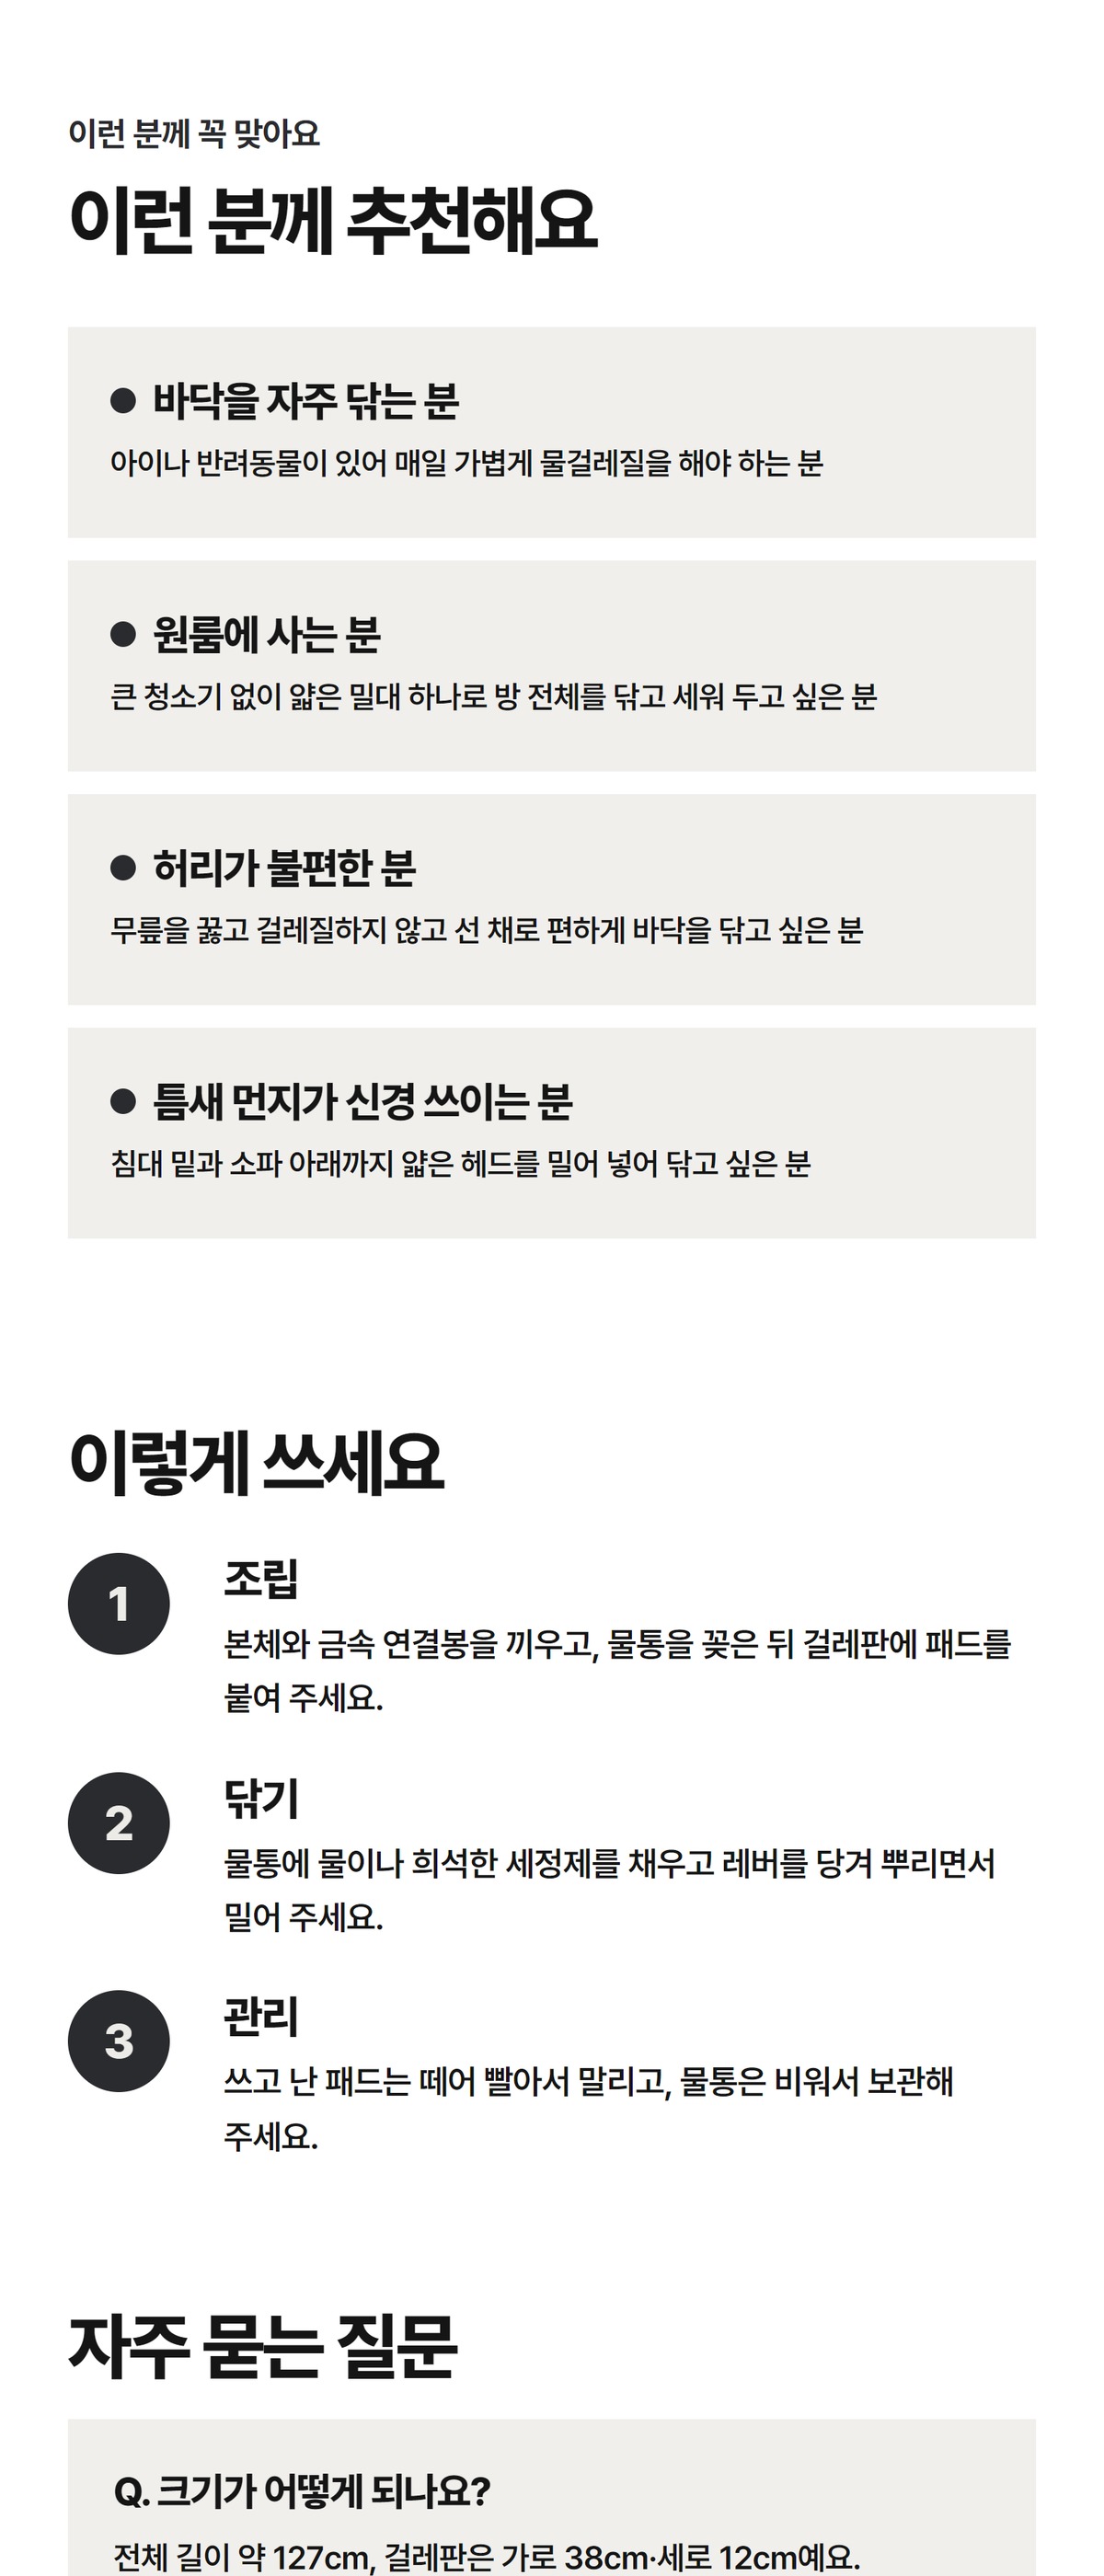 이런 분께 꼭 맞아요
이런 분께 추천해요
바닥을 자주 닦는 분
아이나 반려동물이 있어 매일 가볍게 물걸레질을 해야 하는 분
원룸에 사는 분
큰 청소기 없이 얇은 밀대 하나로 방 전체를 닦고 세워 두고 싶은 분
허리가 불편한 분
무릎을 꿇고 걸레질하지 않고 선 채로 편하게 바닥을 닦고 싶은 분
틈새 먼지가 신경 쓰이는 분
침대 밑과 소파 아래까지 얇은 헤드를 밀어 넣어 닦고 싶은 분
이렇게 쓰세요
1
조립
본체와 금속 연결봉을 끼우고, 물통을 꽂은 뒤 걸레판에 패드를
붙여 주세요.
2
닦기
물통에 물이나 희석한 세정제를 채우고 레버를 당겨 뿌리면서
밀어 주세요.
3
관리
쓰고 난 패드는 떼어 빨아서 말리고, 물통은 비워서 보관해
주세요.
자주 묻는 질문
Q. 크기가 어떻게 되나요?
전체 길이 약 127cm, 걸레판은 가로 38cm·세로 12cm예요.